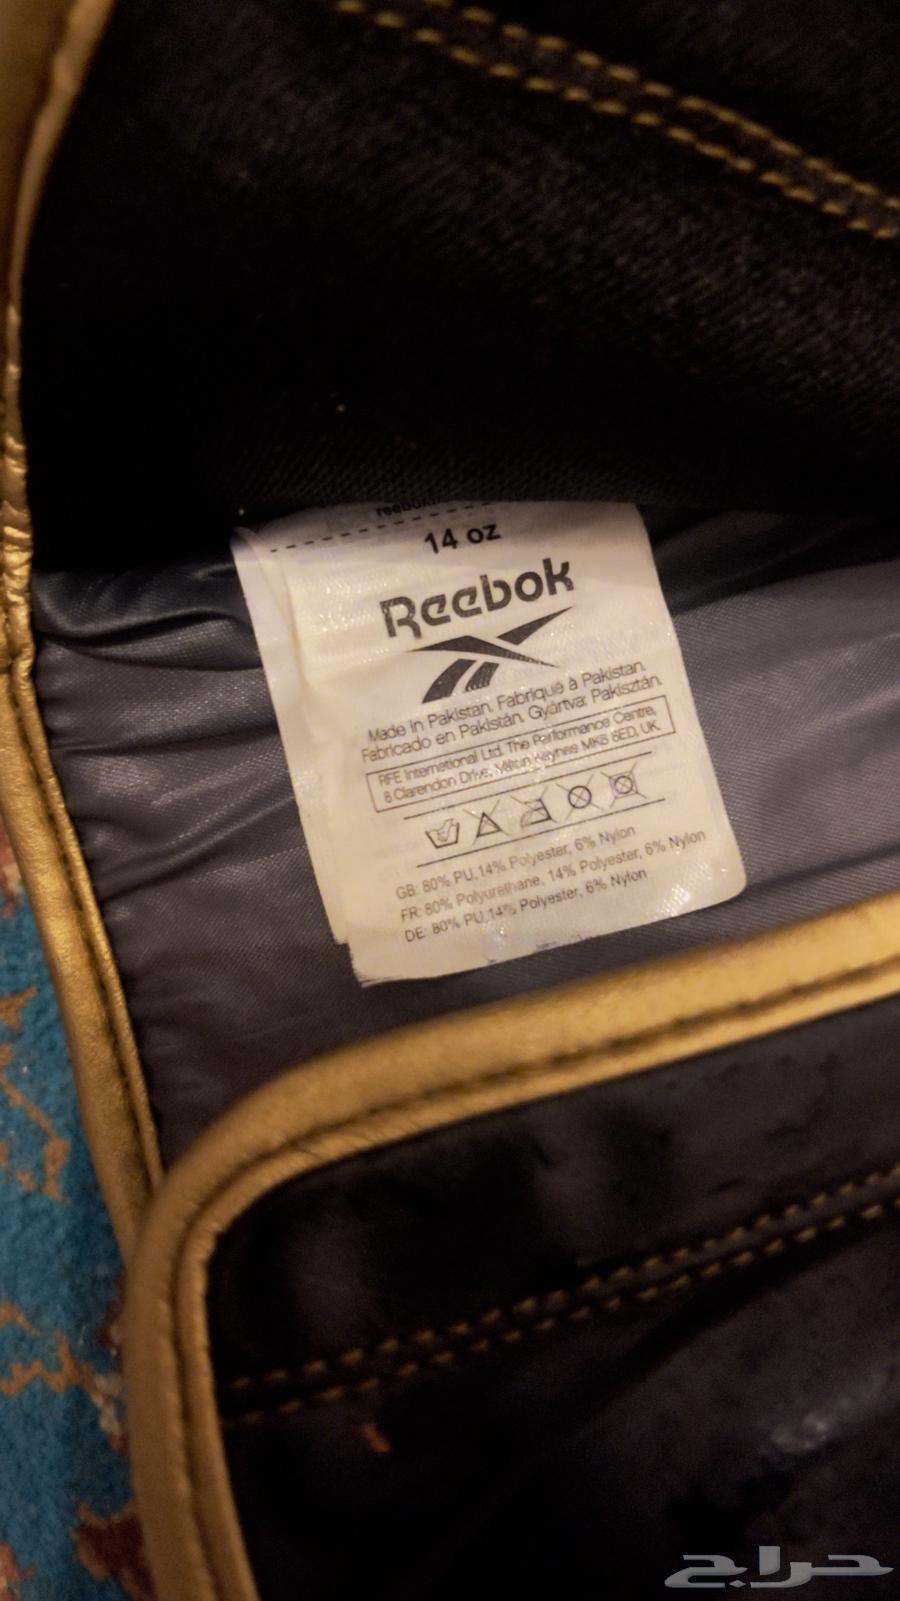 14 oz
Reebok
Made in Pakistan. Fabriqué à Pakistan.
Fabricado en Pakistán. Gyártva: Pakisztán.
RFE International Ltd. The Performance Centre,
8 Clarendon Drive, Milton Keynes MK8 8ED, UK.
GB: 80% PU,14% Polyester, 6% Nylon
FR: 80% Polyuréthane, 14% Polyester, 6% Nylon
DE: 80% PU,14% Polyester, 6% Nylon
حراج